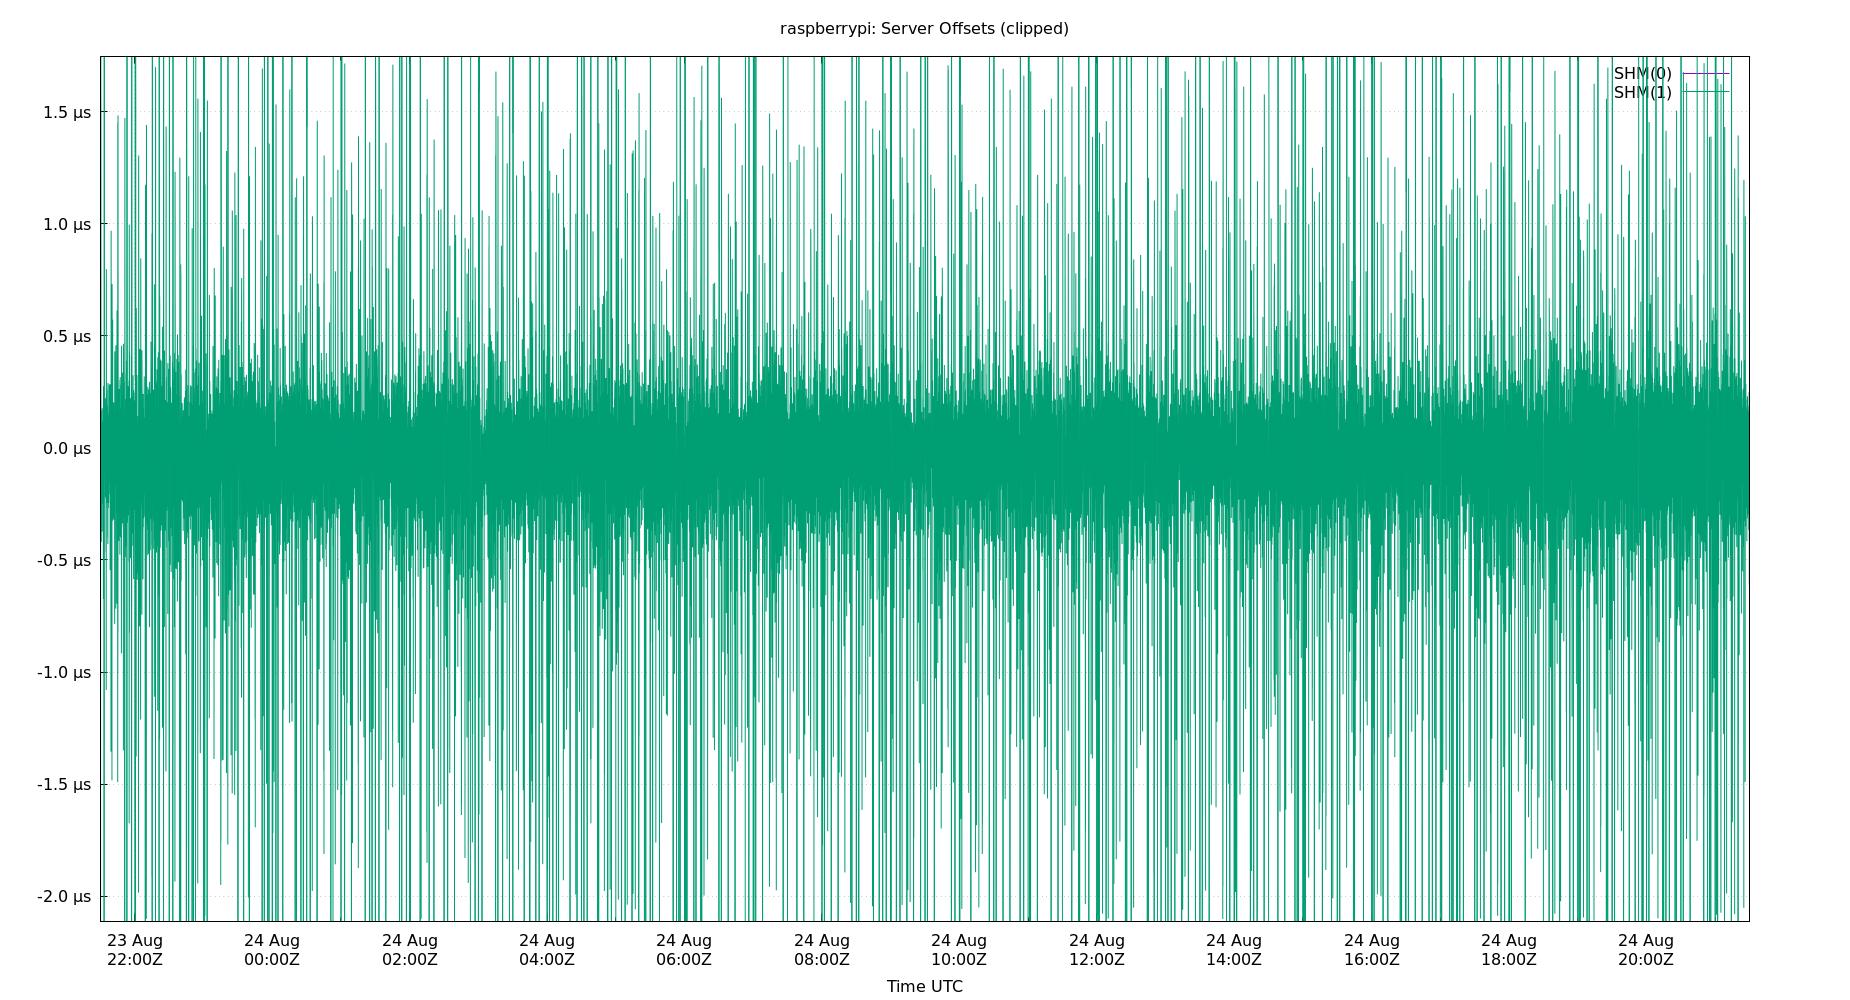 raspberrypi: Server Offsets (clipped)
SHM(0)
SHM(1)
1.5 µs
1.0 µs
0.5 µs
0.0 µs
-0.5 µs
-1.0 µs
-1.5 µs
-2.0 µs
23 Aug 24 Aug 24 Aug 24 Aug 24 Aug 24 Aug 24 Aug 24 Aug 24 Aug 24 Aug 24 Aug 24 Aug
22:00Z 00:00Z 02:00Z 04:00Z 06:00Z 08:00Z 10:00Z 12:00Z 14:00Z 16:00Z 18:00Z 20:00Z
Time UTC